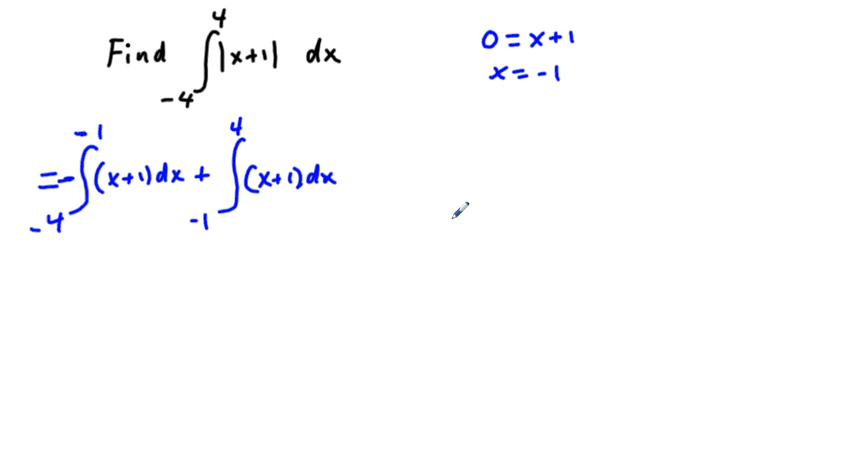 Find ∫_{-4}^{4} |x+1| dx
0 = x+1
x = -1
= -∫_{-4}^{-1} (x+1) dx + ∫_{-1}^{4} (x+1) dx